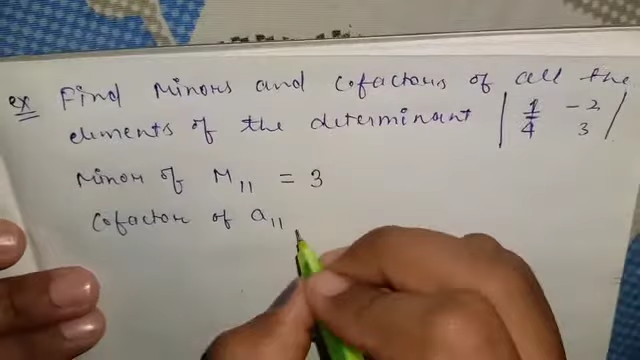 ex Find Minors and cofactors of all the
elements of the determinant | 1 -2
4 3 |
Minor of M11 = 3
Cofactor of a11